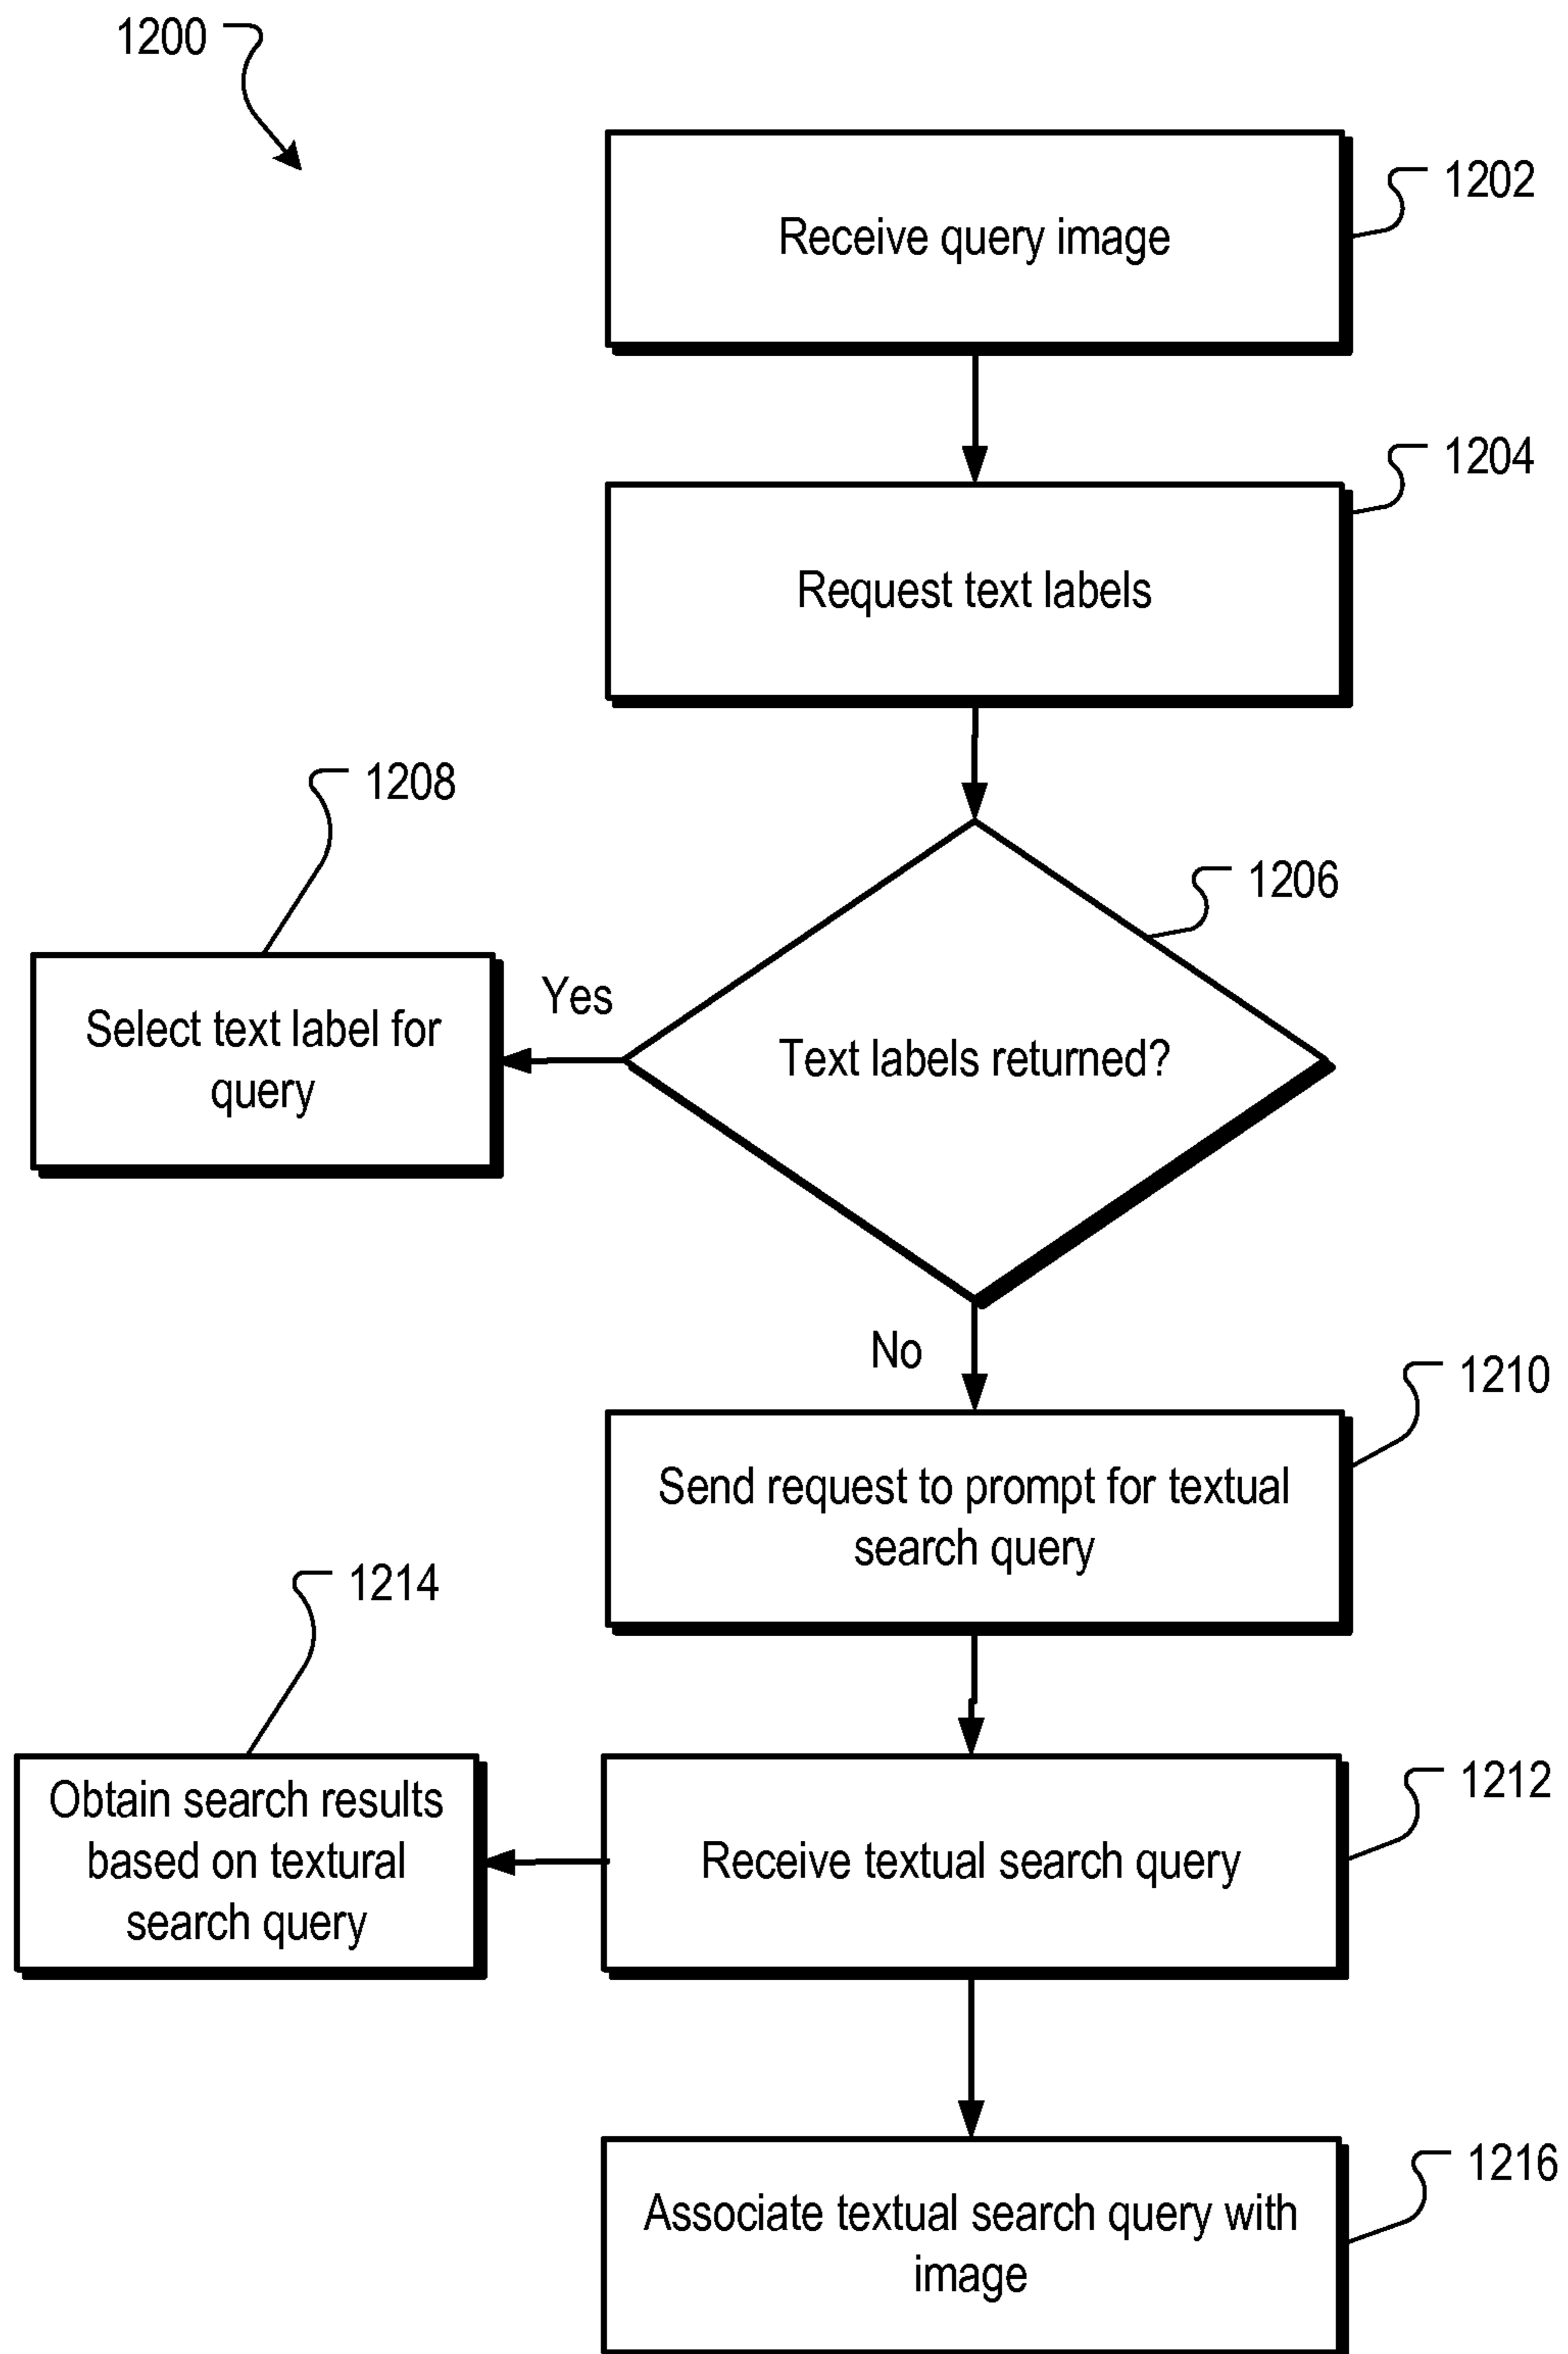 1200
1202
Receive query image
1204
Request text labels
1208
1206
Select text label for
query
Yes
Text labels returned?
No
1210
Send request to prompt for textual
search query
1214
1212
Obtain search results
based on textural
search query
Receive textual search query
1216
Associate textual search query with
image